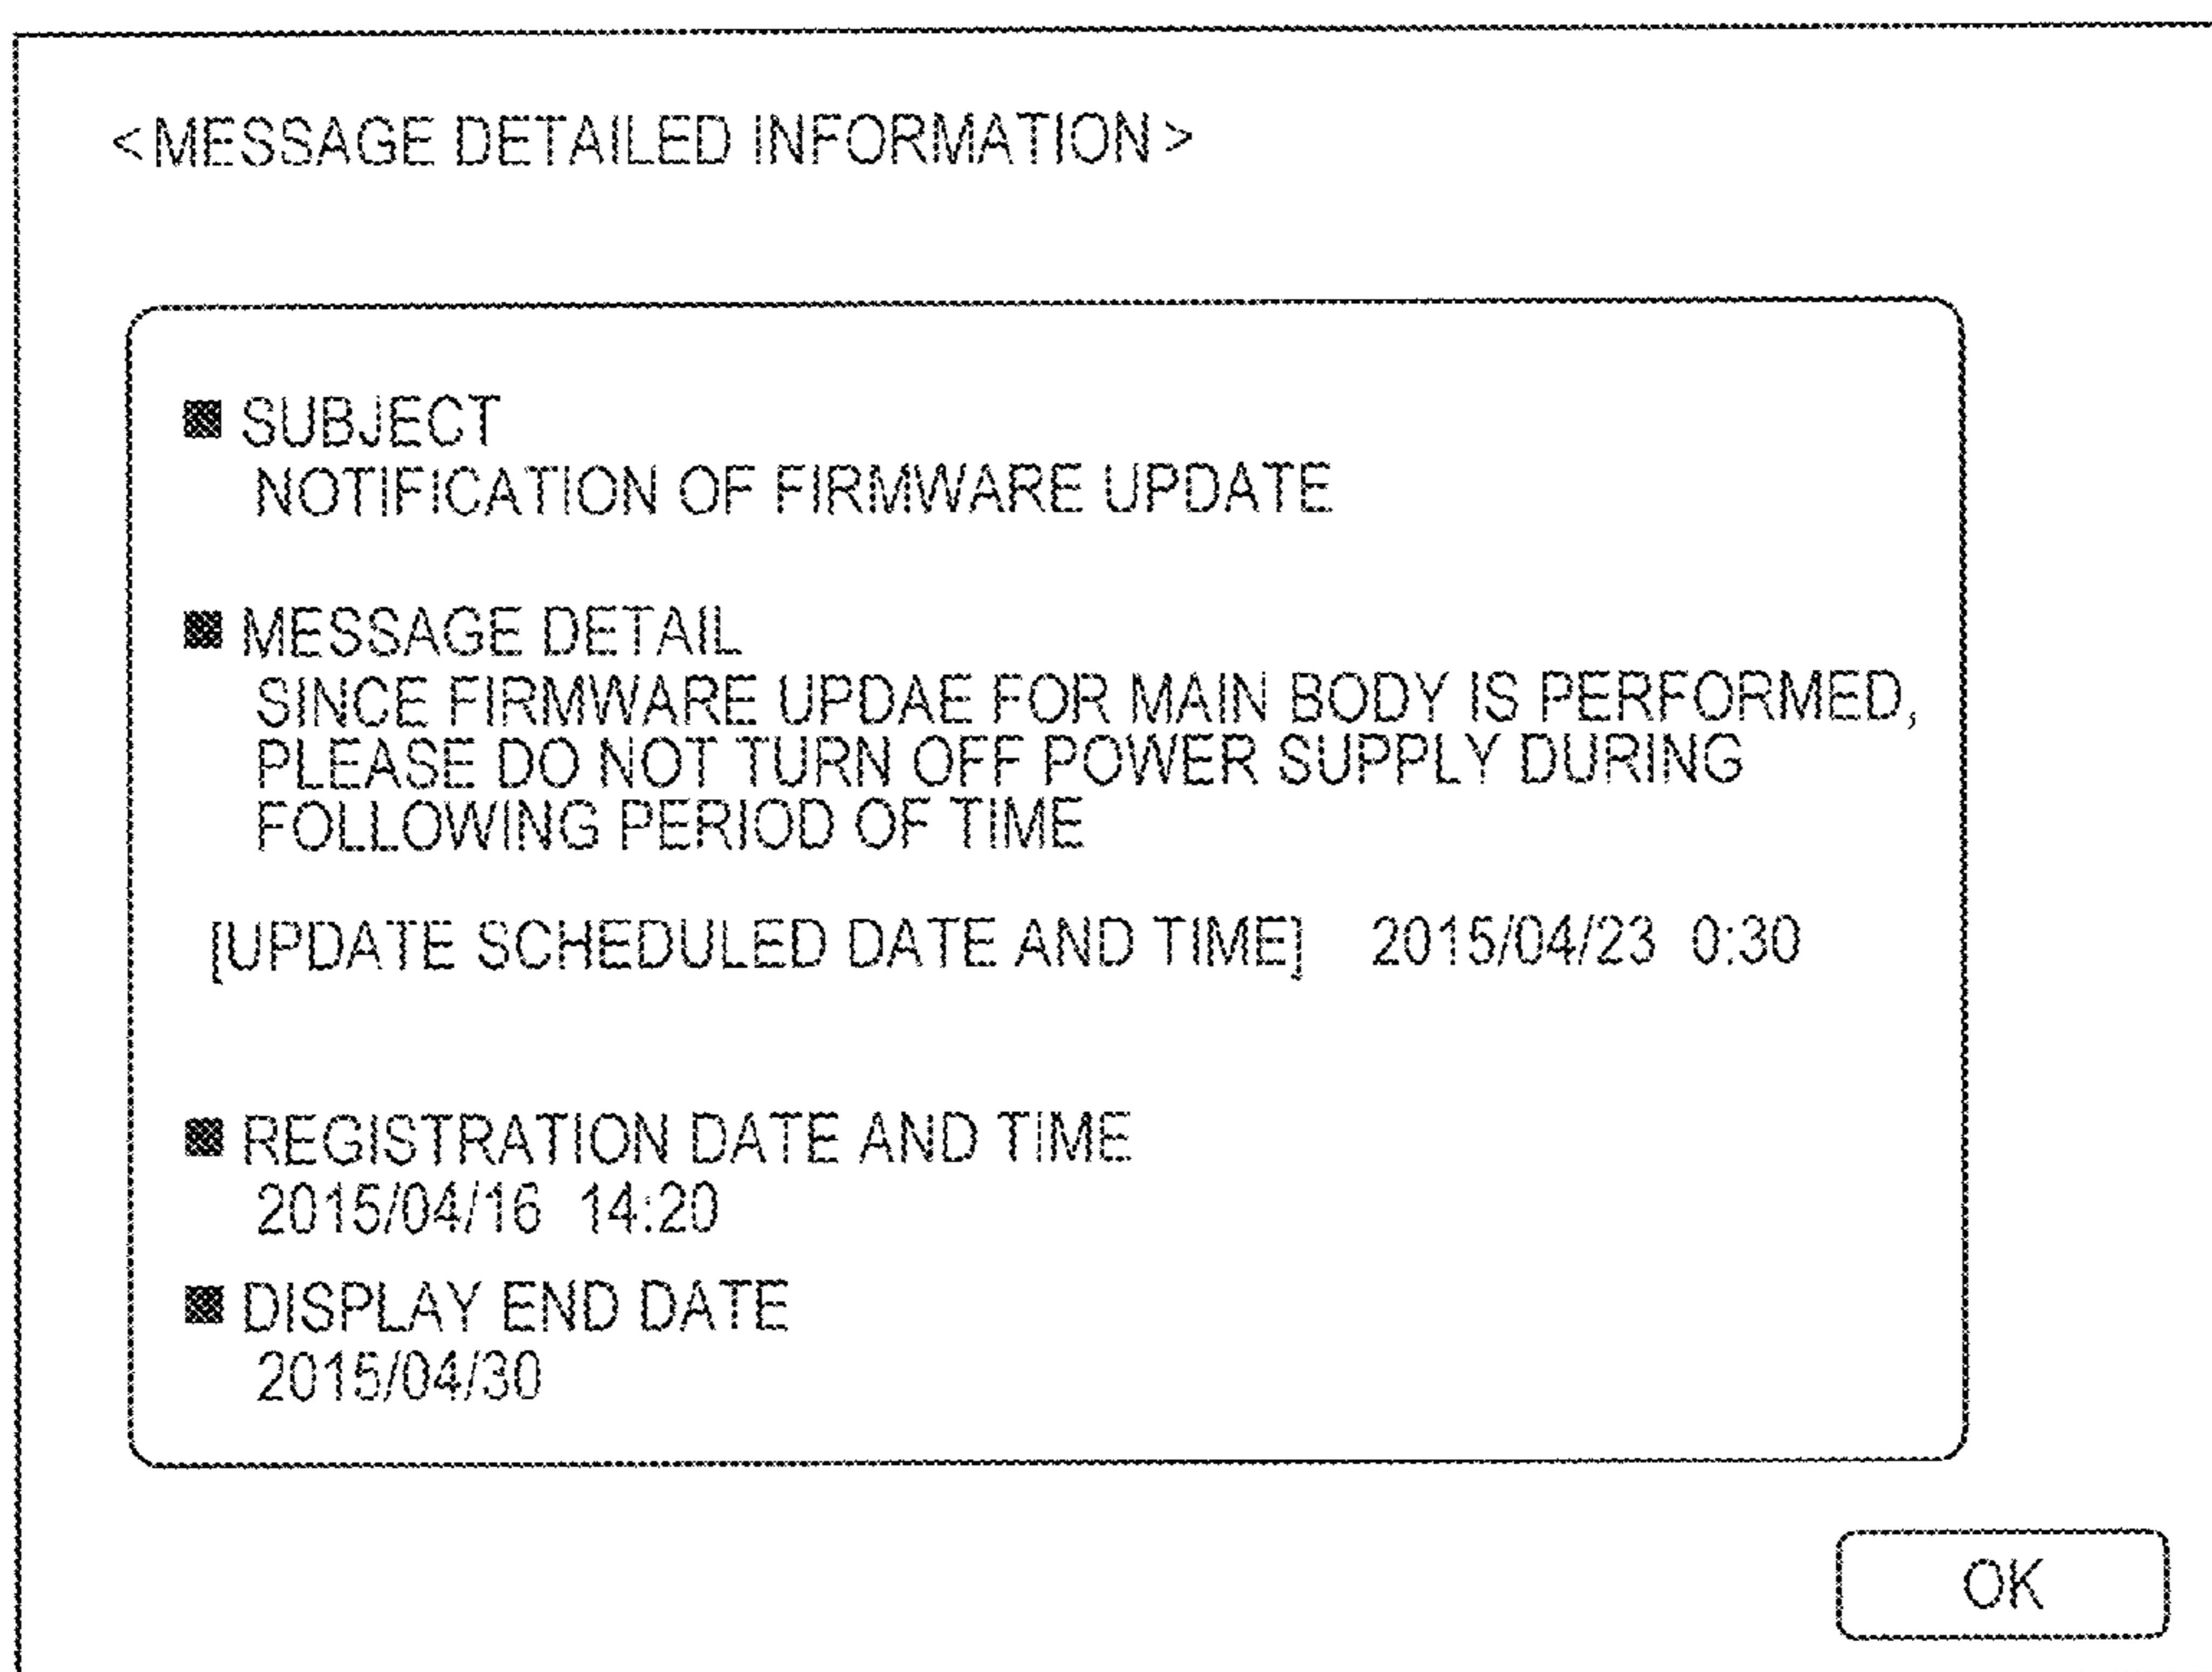 <MESSAGE DETAILED INFORMATION>
■ SUBJECT
NOTIFICATION OF FIRMWARE UPDATE
■ MESSAGE DETAIL
SINCE FIRMWARE UPDAE FOR MAIN BODY IS PERFORMED,
PLEASE DO NOT TURN OFF POWER SUPPLY DURING
FOLLOWING PERIOD OF TIME
[UPDATE SCHEDULED DATE AND TIME] 2015/04/23 0:30
■ REGISTRATION DATE AND TIME
2015/04/16 14:20
■ DISPLAY END DATE
2015/04/30
OK